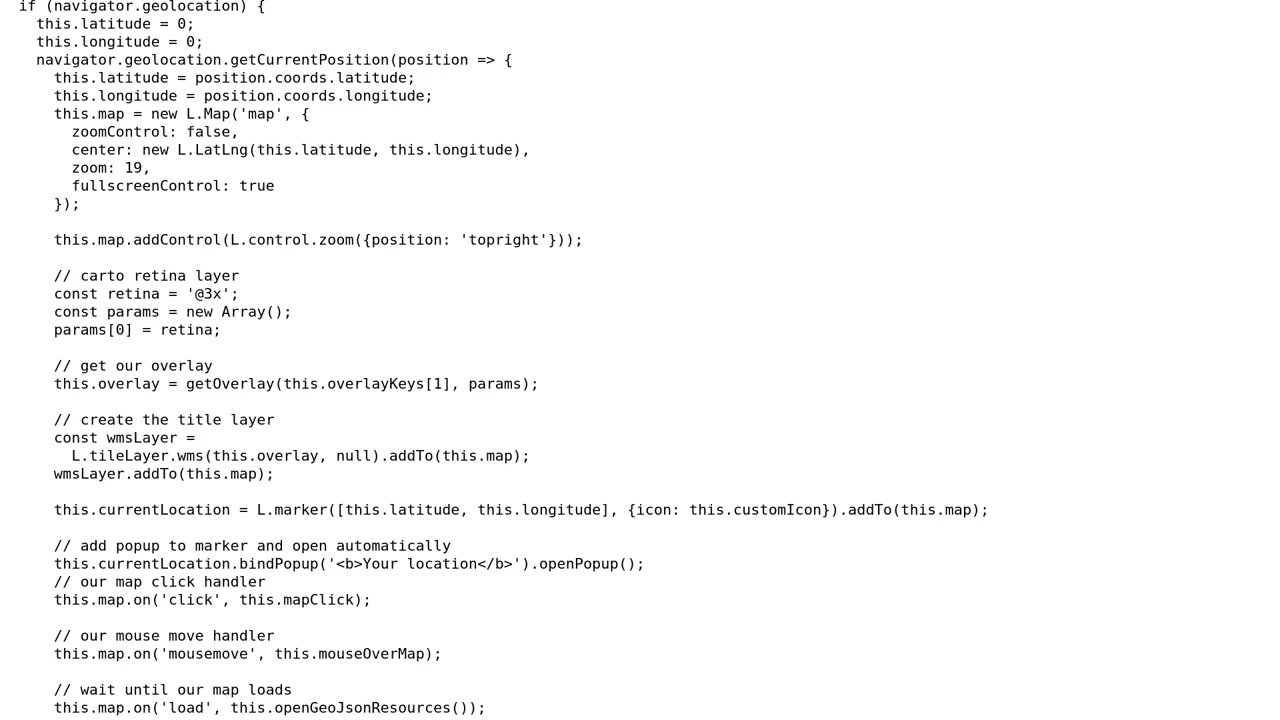 if (navigator.geolocation) {
this.latitude = 0;
this.longitude = 0;
navigator.geolocation.getCurrentPosition(position => {
this.latitude = position.coords.latitude;
this.longitude = position.coords.longitude;
this.map = new L.Map('map', {
zoomControl: false,
center: new L.LatLng(this.latitude, this.longitude),
zoom: 19,
fullscreenControl: true
});
this.map.addControl(L.control.zoom({position: 'topright'}));
// carto retina layer
const retina = '@3x';
const params = new Array();
params[0] = retina;
// get our overlay
this.overlay = getOverlay(this.overlayKeys[1], params);
// create the title layer
const wmsLayer =
L.tileLayer.wms(this.overlay, null).addTo(this.map);
wmsLayer.addTo(this.map);
this.currentLocation = L.marker([this.latitude, this.longitude], {icon: this.customIcon}).addTo(this.map);
// add popup to marker and open automatically
this.currentLocation.bindPopup('<b>Your location</b>').openPopup();
// our map click handler
this.map.on('click', this.mapClick);
// our mouse move handler
this.map.on('mousemove', this.mouseOverMap);
// wait until our map loads
this.map.on('load', this.openGeoJsonResources());